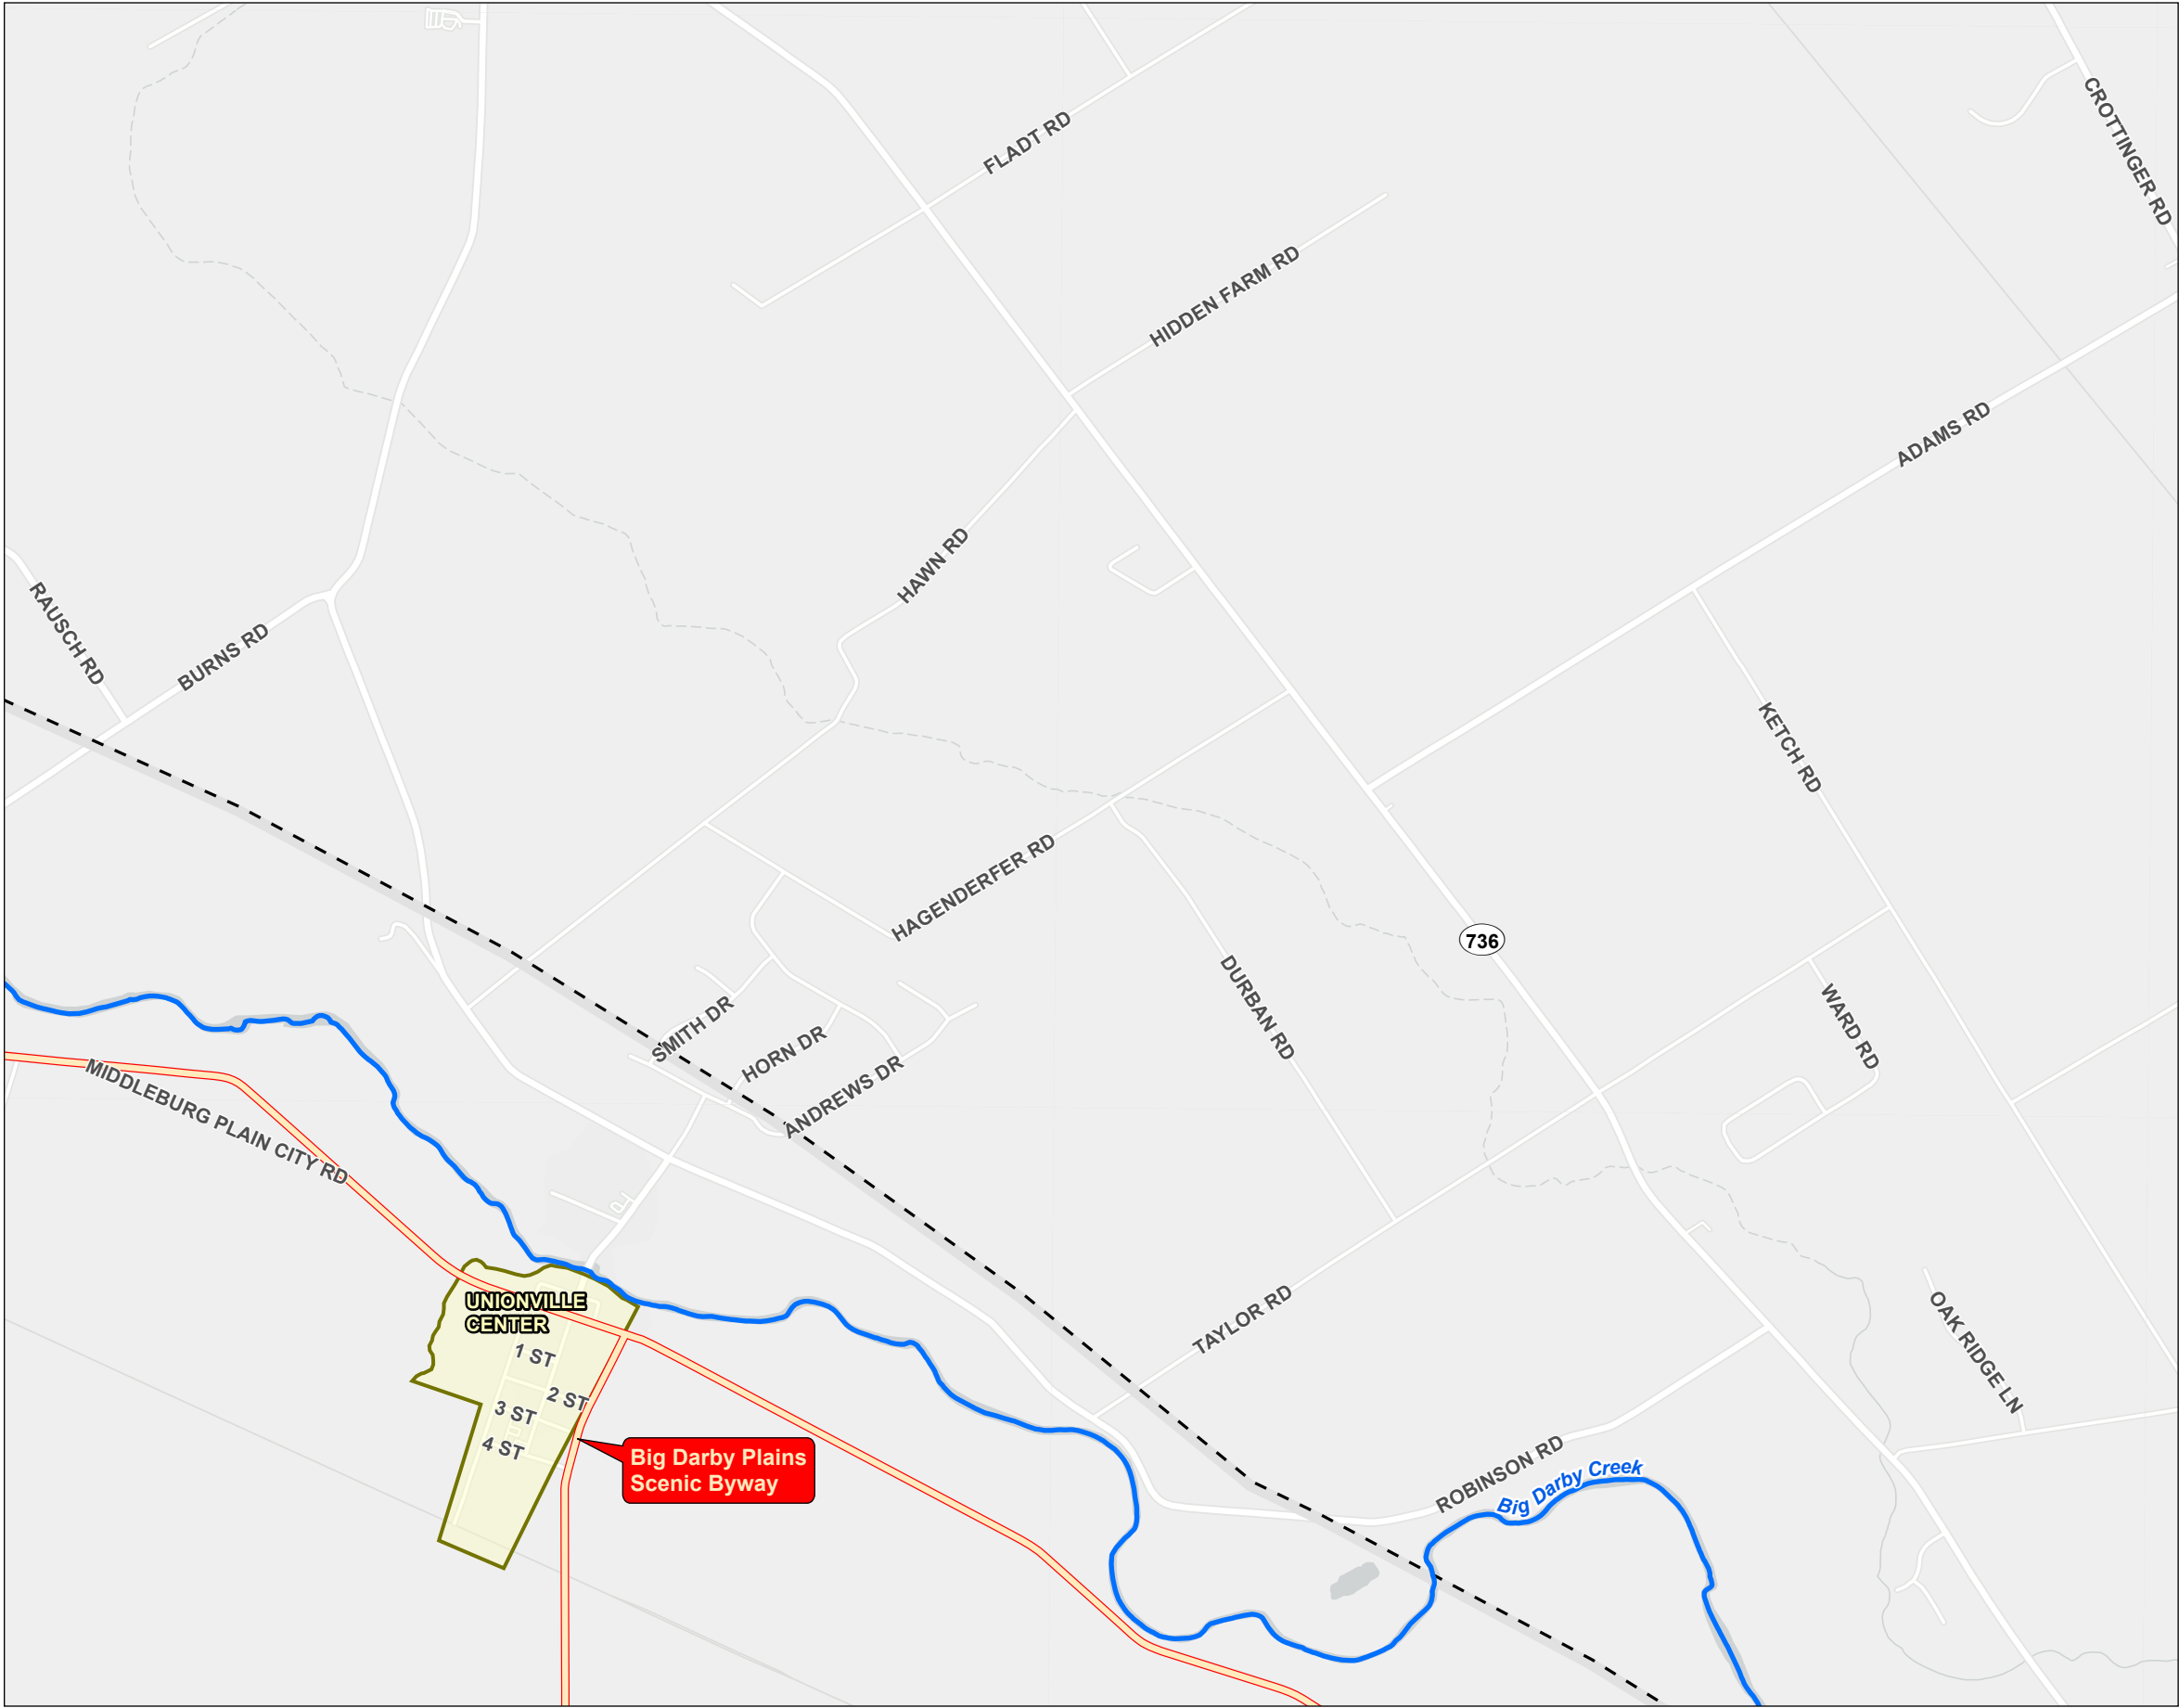 CROTTINGER RD
FLADT RD
HIDDEN FARM RD
ADAMS RD
HAWN RD
RAUSCH RD
BURNS RD
KETCH RD
HAGENDERFER RD
736
DURBAN RD
WARD RD
SMITH DR
HORN DR
ANDREWS DR
MIDDLEBURG PLAIN CITY RD
UNIONVILLE
CENTER
1 ST
2 ST
3 ST
4 ST
TAYLOR RD
OAK RIDGE LN
Big Darby Plains
Scenic Byway
ROBINSON RD
Big Darby Creek